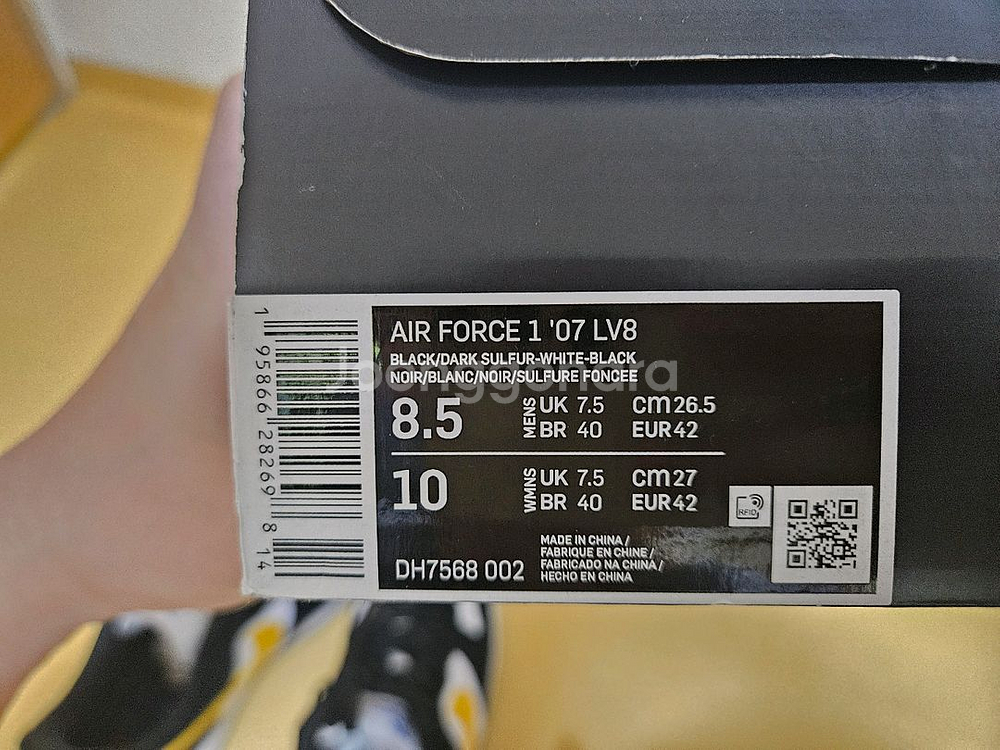 AIR FORCE 1 '07 LV8
BLACK/DARK SULFUR-WHITE-BLACK
NOIR/BLANC/NOIR/SULFURE FONCEE
8.5 MENS UK 7.5 CM 26.5
BR 40 EUR 42
10 WMNS UK 7.5 CM 27
BR 40 EUR 42
RFID
MADE IN CHINA /
FABRIQUE EN CHINE /
FABRICADO NA CHINA /
HECHO EN CHINA
DH7568 002
1 95866 28269 8 14
Joonggonara